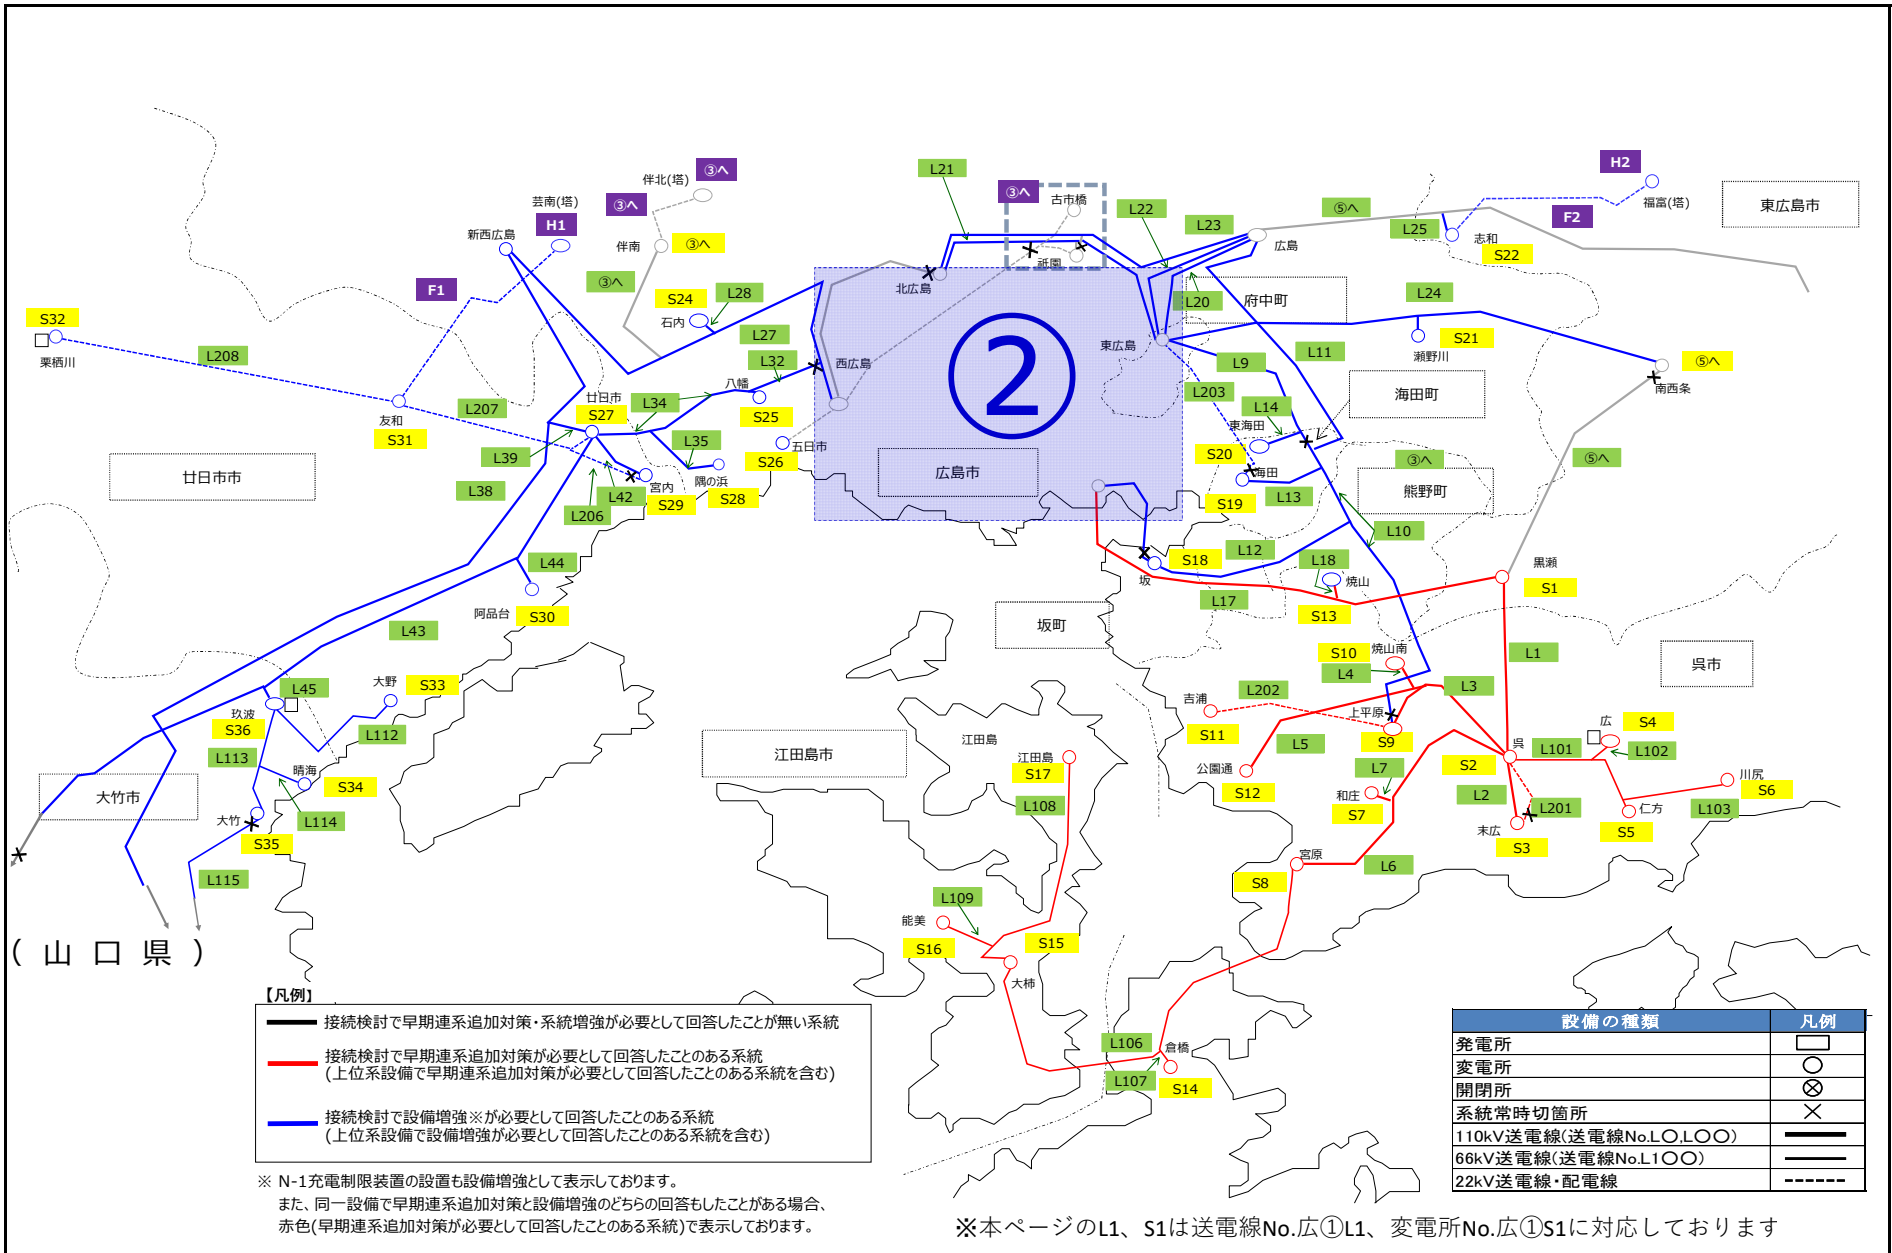 L21
③へ
古市橋
L22
L23
⑤へ
H2
福富(塔)
F2
東広島市
伴北(塔)
③へ
芸南(塔)
③へ
H1
新西広島
伴南
③へ
広島
L25
志和
S22
祇園
③へ
F1
S24
L28
北広島
L20
府中町
L24
石内
S32
L27
東広島
S21
瀬野川
栗栖川
L208
L32
西広島
②
L9
L11
⑤へ
南西条
八幡
L203
海田町
廿日市
S27
L34
S25
L14
友和
L207
東海田
S31
L35
五日市
S20
海田
③へ
⑤へ
L39
S26
廿日市市
広島市
L38
L42
宮内
隅の浜
S19
L13
熊野町
L206
S29
S28
L10
L44
S18
L12
L18
黒瀬
坂
焼山
S1
阿品台
S30
L17
S13
L43
坂町
S10
焼山南
L1
呉市
L4
L45
大野
S33
吉浦
L202
L3
玖波
上平原
S36
S11
S9
広
S4
L112
江田島
L5
呉
L101
L102
L113
江田島市
江田島
公園通
L7
S2
晴海
S17
S12
和庄
川尻
S34
S6
大竹市
L108
S7
L2
L201
仁方
L103
大竹
L114
末広
S5
S35
S3
宮原
L115
S8
L6
L109
能美
S16
S15
(山口県)
大柿
L106
倉橋
L107
S14
【凡例】
接続検討で早期連系追加対策・系統増強が必要として回答したことが無い系統
接続検討で早期連系追加対策が必要として回答したことのある系統
(上位系設備で早期連系追加対策が必要として回答したことのある系統を含む)
接続検討で設備増強※が必要として回答したことのある系統
(上位系設備で設備増強が必要として回答したことのある系統を含む)
※ N-1充電制限装置の設置も設備増強として表示しております。
また、同一設備で早期連系追加対策と設備増強のどちらの回答もしたことがある場合、
赤色(早期連系追加対策が必要として回答したことのある系統)で表示しております。
設備の種類 凡例
発電所
変電所
開閉所
系統常時切箇所
110kV送電線(送電線No.L〇,L〇〇)
66kV送電線(送電線No.L1〇〇)
22kV送電線・配電線
※本ページのL1、S1は送電線No.広①L1、変電所No.広①S1に対応しております